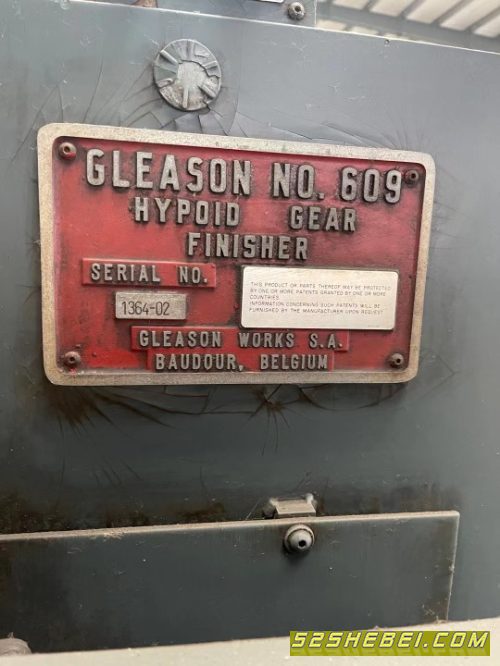 GLEASON NO. 609
HYPOID GEAR
FINISHER
SERIAL NO.
1364-02
THIS PRODUCT OR PARTS THEREOF MAY BE PROTECTED
BY ONE OR MORE PATENTS GRANTED BY ONE OR MORE
COUNTRIES.
INFORMATION CONCERNING SUCH PATENTS WILL BE
FURNISHED BY THE MANUFACTURER UPON REQUEST
GLEASON WORKS S.A.
BAUDOUR, BELGIUM
52SHEBEI.COM